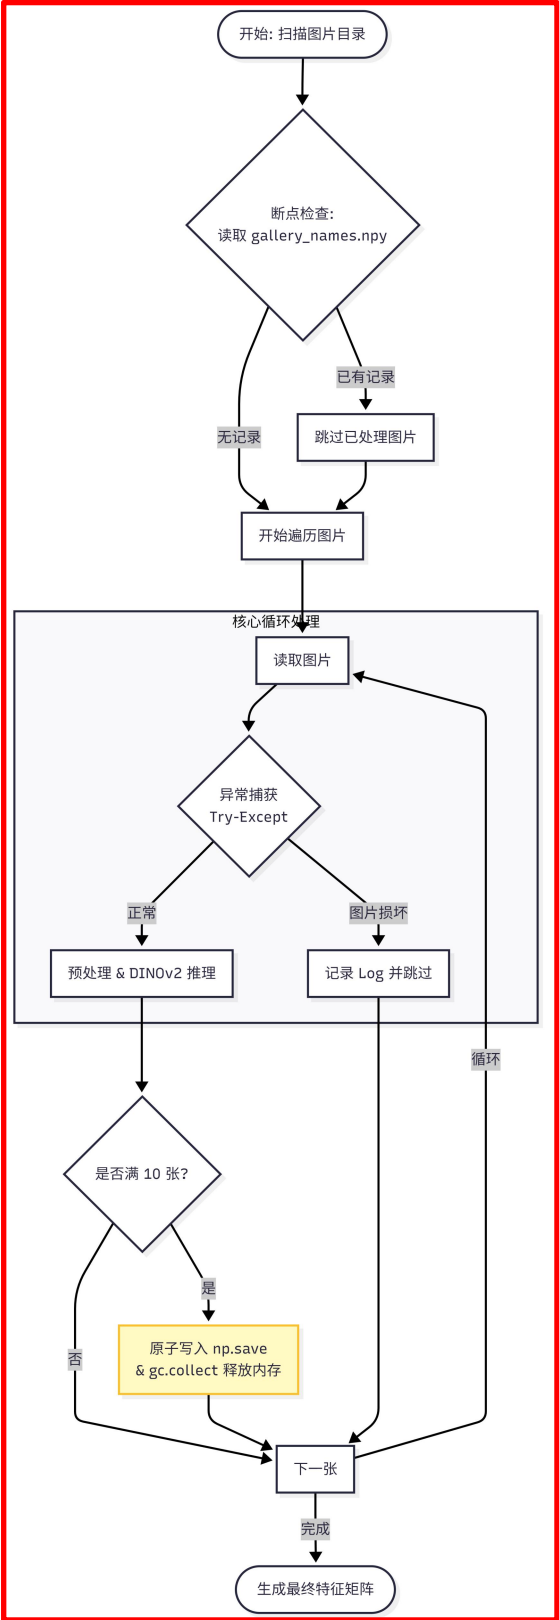 开始: 扫描图片目录
断点检查:
读取 gallery_names.npy
已有记录
无记录
跳过已处理图片
开始遍历图片
核心循环处理
读取图片
异常捕获
Try-Except
正常
图片损坏
预处理 & DINOv2 推理
记录 Log 并跳过
循环
是否满 10 张?
是
否
原子写入 np.save
& gc.collect 释放内存
下一张
完成
生成最终特征矩阵